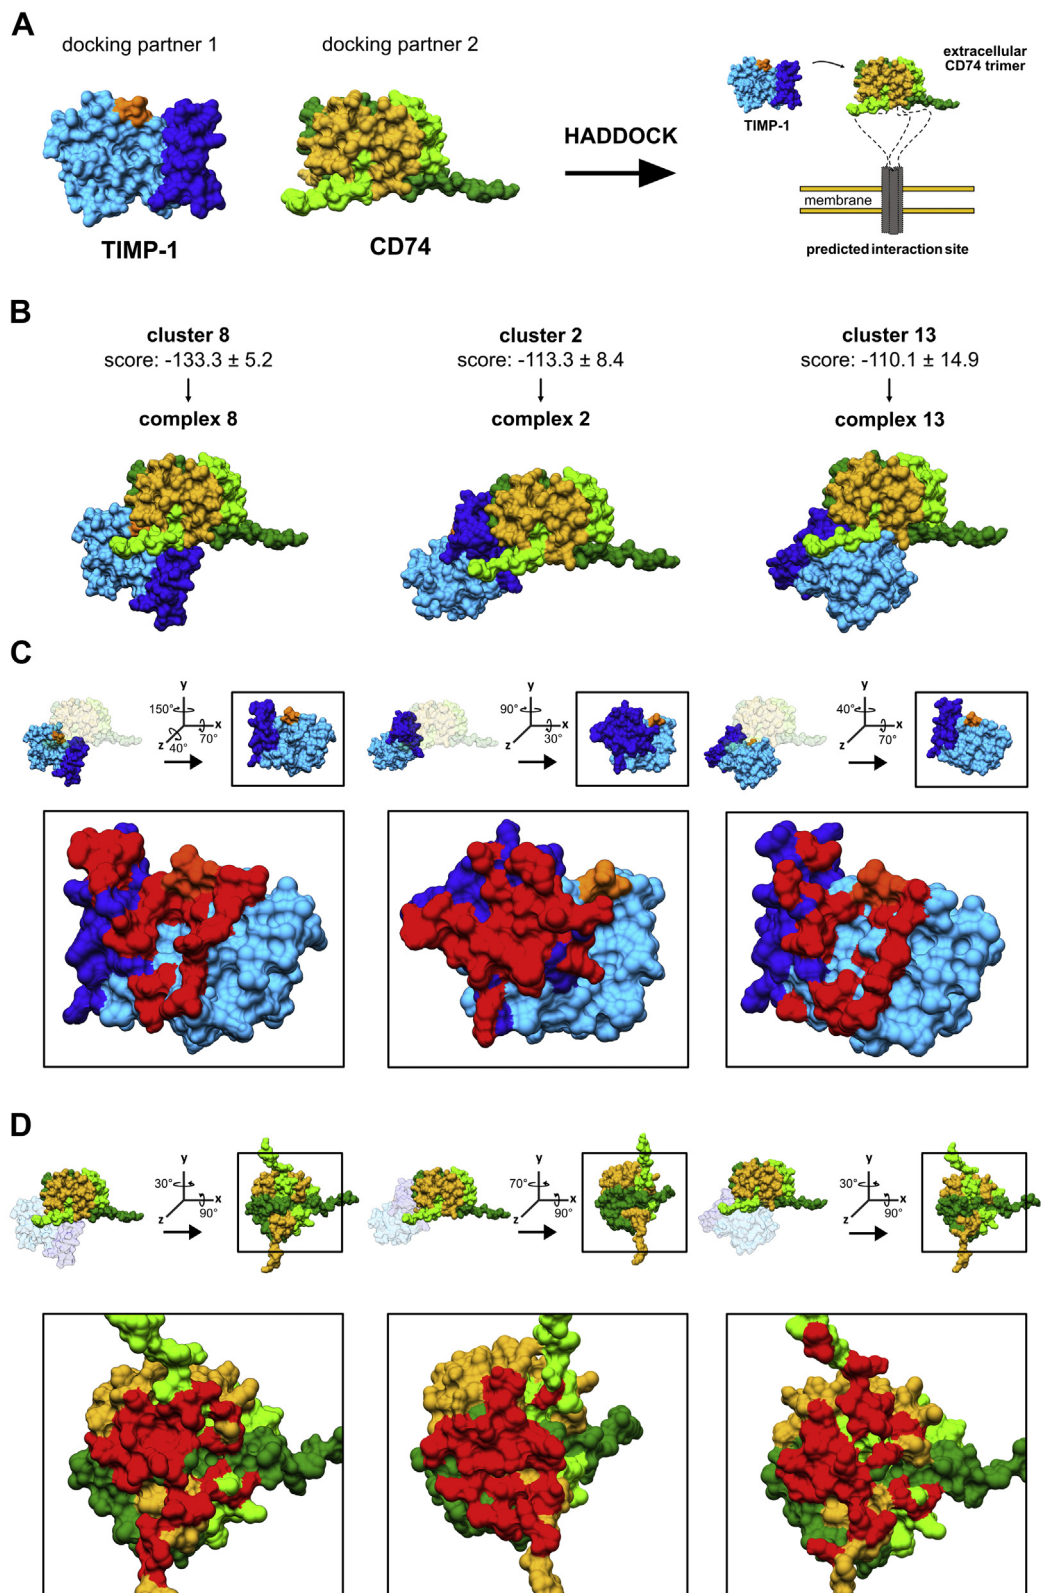 A
docking partner 1
docking partner 2
extracellular
CD74 trimer
TIMP-1
HADDOCK
membrane
TIMP-1
CD74
predicted interaction site
B
cluster 8
score: -133.3 ± 5.2
complex 8
cluster 2
score: -113.3 ± 8.4
complex 2
cluster 13
score: -110.1 ± 14.9
complex 13
C
y
150°
x
70°
z
40°
y
90°
x
z
30°
y
40°
x
z
70°
D
y
30°
x
z
90°
y
70°
x
z
90°
y
30°
x
z
90°